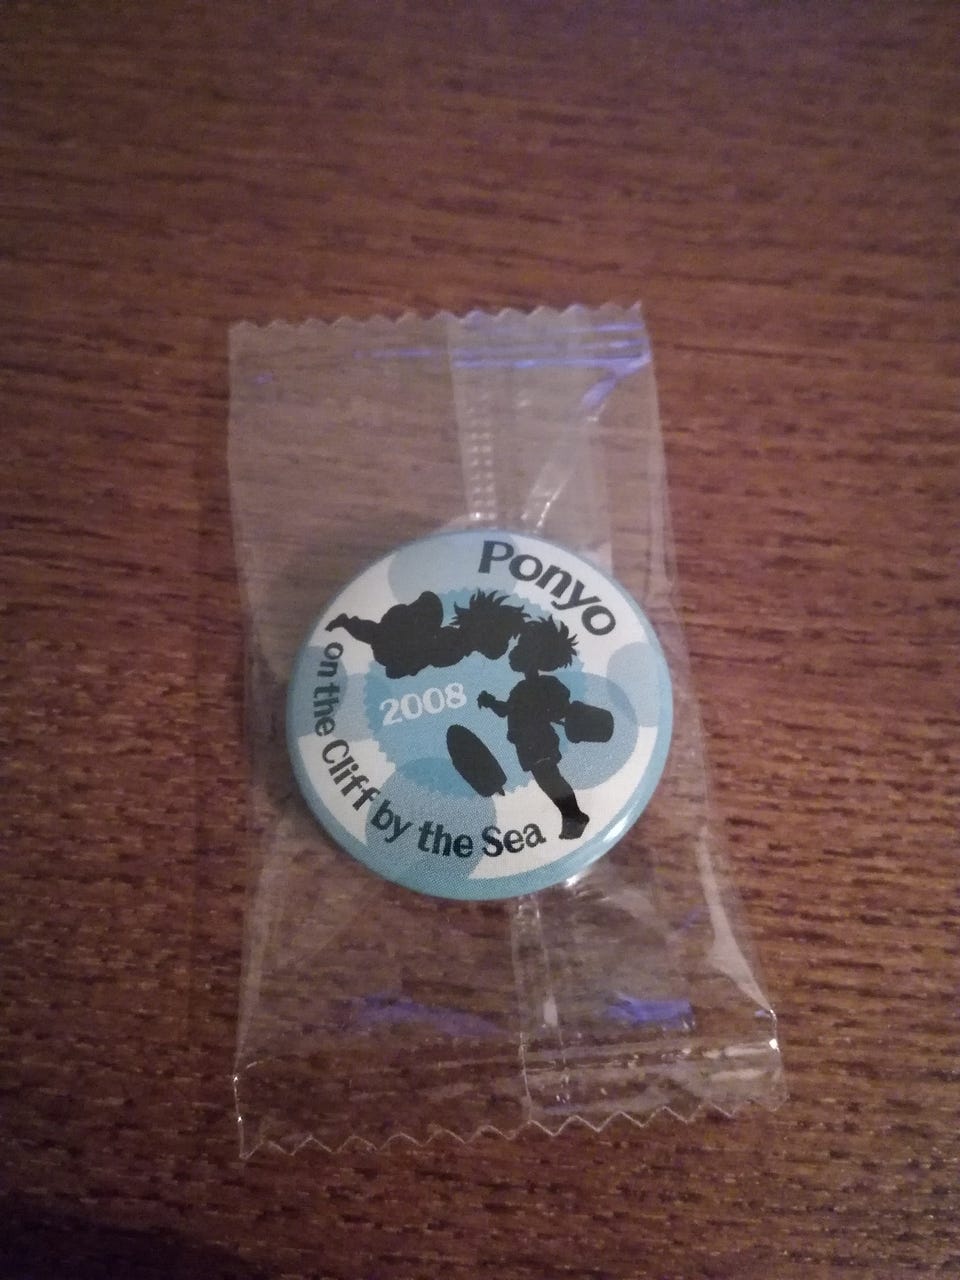 Ponyo
on the Cliff by the Sea
2008